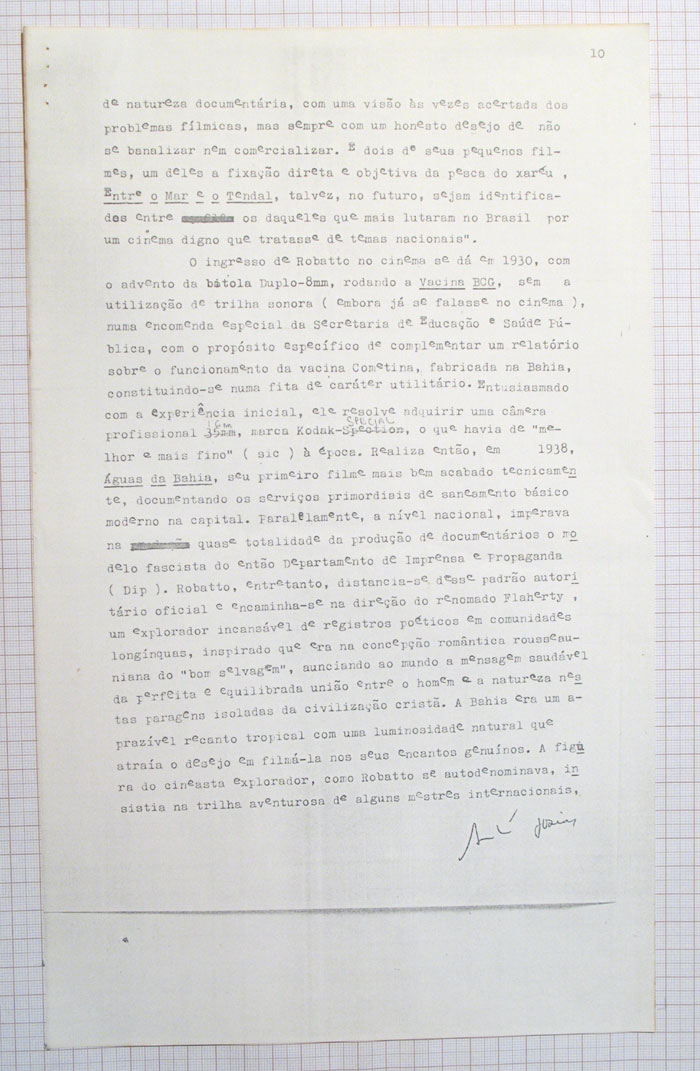 10
de natureza documentária, com uma visão às vezes acertada dos
problemas fílmicas, mas sempre com um honesto desejo de não
se banalizar nem comercializar. E dois de seus pequenos fil-
mes, um deles a fixação direta e objetiva da pesca do xaréu ,
Entre o Mar e o Tendal, talvez, no futuro, sejam identifica-
dos entre os daqueles que mais lutaram no Brasil por
um cinema digno que tratasse de temas nacionais".
O ingresso de Robatto no cinema se dá em 1930, com
o advento da bitola Duplo-8mm, rodando a Vacina BCG, sem a
utilização de trilha sonora ( embora já se falasse no cinema ),
numa encomenda especial da Secretaria de Educação e Saúde Pú-
blica, com o propósito específico de complementar um relatório
sobre o funcionamento da vacina Cometina, fabricada na Bahia,
constituindo-se numa fita de caráter utilitário. Entusiasmado
com a experiência inicial, ele resolve adquirir uma câmera
16m SPECIAL
profissional 35mm, marca Kodak-Spection, o que havia de "me-
lhor e mais fino" ( sic ) à época. Realiza então, em 1938,
Águas da Bahia, seu primeiro filme mais bem acabado tecnicamen
te, documentando os serviços primordiais de saneamento básico
moderno na capital. Paralelamente, a nível nacional, imperava
na quase totalidade da produção de documentários o mo
delo fascista do então Departamento de Imprensa e Propaganda
( Dip ). Robatto, entretanto, distancia-se desse padrão autori
tário oficial e encaminha-se na direção do renomado Flaherty ,
um explorador incansável de registros poéticos em comunidades
longínquas, inspirado que era na concepção romântica rousseau-
niana do "bom selvagem", aunciando ao mundo a mensagem saudável
da perfeita e equilibrada união entre o homem e a natureza nes
tas paragens isoladas da civilização cristã. A Bahia era um a-
prazível recanto tropical com uma luminosidade natural que
atraía o desejo em filmá-la nos seus encantos genuínos. A figu
ra do cineasta explorador, como Robatto se autodenominava, in
sistia na trilha aventurosa de alguns mestres internacionais,